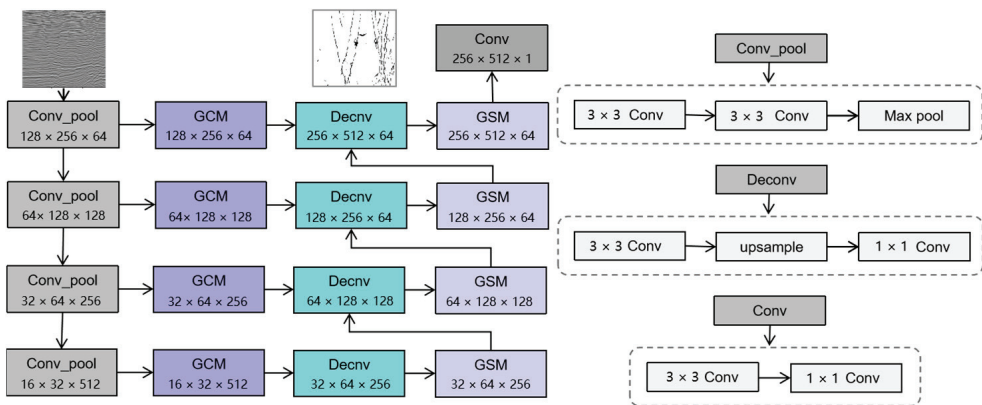 Conv
256 × 512 × 1
Conv_pool
128 × 256 × 64
GCM
128 × 256 × 64
Decnv
256 × 512 × 64
GSM
256 × 512 × 64
Conv_pool
64× 128 × 128
GCM
64× 128 × 128
Decnv
128 × 256 × 64
GSM
128 × 256 × 64
Conv_pool
32 × 64 × 256
GCM
32 × 64 × 256
Decnv
64 × 128 × 128
GSM
64 × 128 × 128
Conv_pool
16 × 32 × 512
GCM
16 × 32 × 512
Decnv
32 × 64 × 256
GSM
32 × 64 × 256
Conv_pool
3 × 3 Conv
3 × 3 Conv
Max pool
Deconv
3 × 3 Conv
upsample
1 × 1 Conv
Conv
3 × 3 Conv
1 × 1 Conv